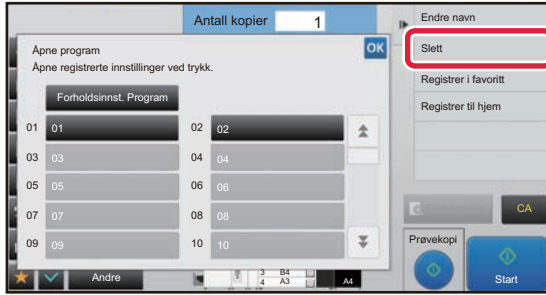 Antall kopier 1
Åpne program
OK
Åpne registrerte innstillinger ved trykk.
Forholdsinnst. Program
01 01
02 02
03 03
04 04
05 05
06 06
07 07
08 08
09 09
10 10
Andre
3 B4
4 A3
A4
Endre navn
Slett
Registrer i favoritt
Registrer til hjem
CA
Prøvekopi
Start